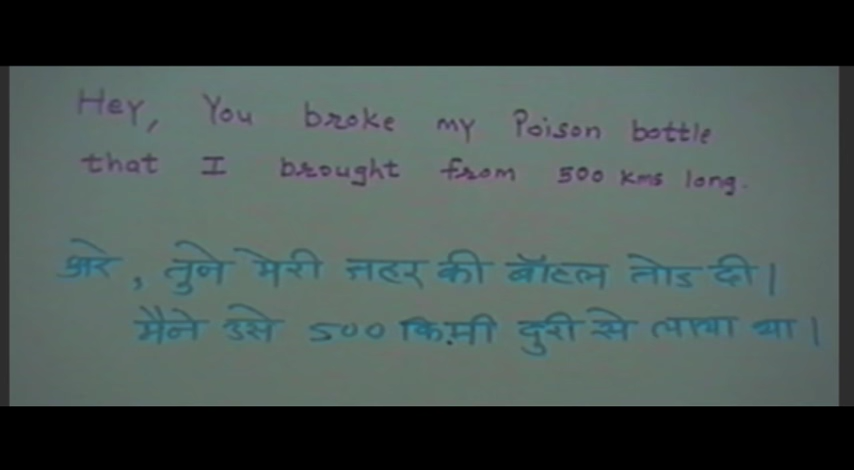 Hey, You broke my Poison bottle
that I brought from 500 kms long.
अरे, तुने मेरी जहर की बॉटल तोड दी।
मैने उसे 500 कि.मी दुरी से लाया था।